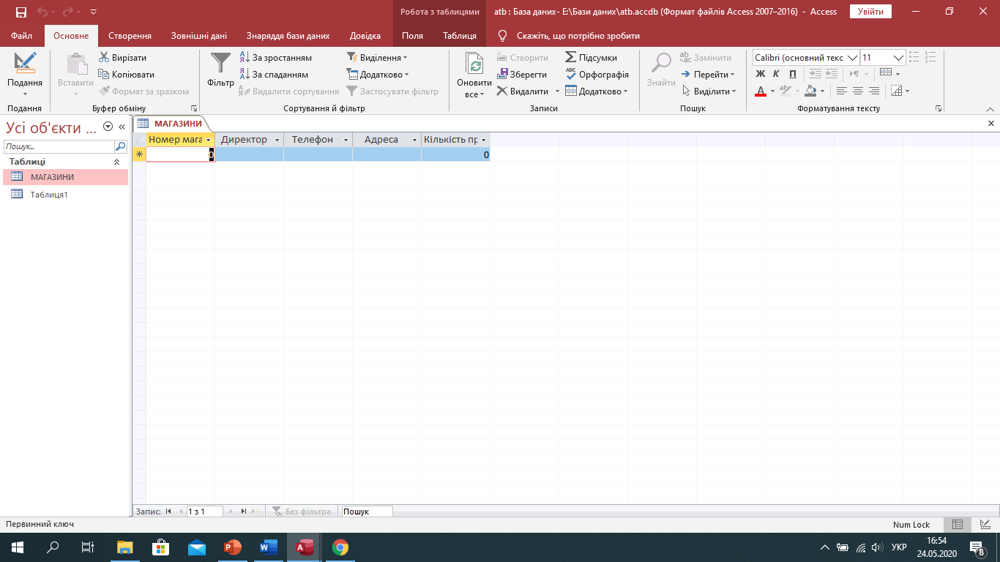 Робота з таблицями
atb : База даних- E:\Бази даних\atb.accdb (Формат файлів Access 2007–2016) - Access
Увійти
Файл Основне Створення Зовнішні дані Знаряддя бази даних Довідка Поля Таблиця Скажіть, що потрібно зробити
Подання
Подання
Вставити
Вирізати
Копіювати
Формат за зразком
Буфер обміну
Фільтр
За зростанням
За спаданням
Видалити сортування
Виділення
Додатково
Застосувати фільтр
Сортування й фільтр
Оновити
все
Створити
Зберегти
Видалити
Підсумки
Орфографія
Додатково
Записи
Знайти
Замінити
Перейти
Виділити
Пошук
Calibri (основний текс 11
Ж К П
Форматування тексту
Усі об'єкти ...
Пошук...
Таблиці
МАГАЗИНИ
Таблиця1
МАГАЗИНИ
Номер мага Директор Телефон Адреса Кількість пр
0 0
Запис: 1 з 1 Без фільтра Пошук
Первинний ключ
Num Lock
УКР
16:54
24.05.2020
8